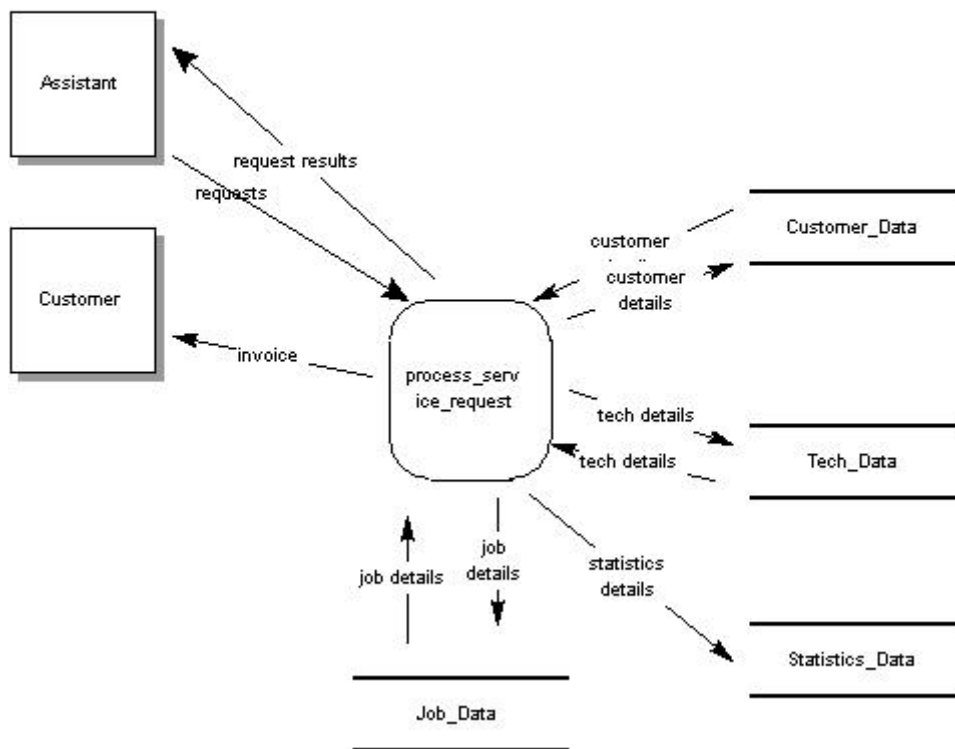 Assistant
request results
requests
Customer_Data
customer
customer
details
Customer
invoice
process_serv
ice_request
tech details
tech details
Tech_Data
job
details
job details
statistics
details
Statistics_Data
Job_Data